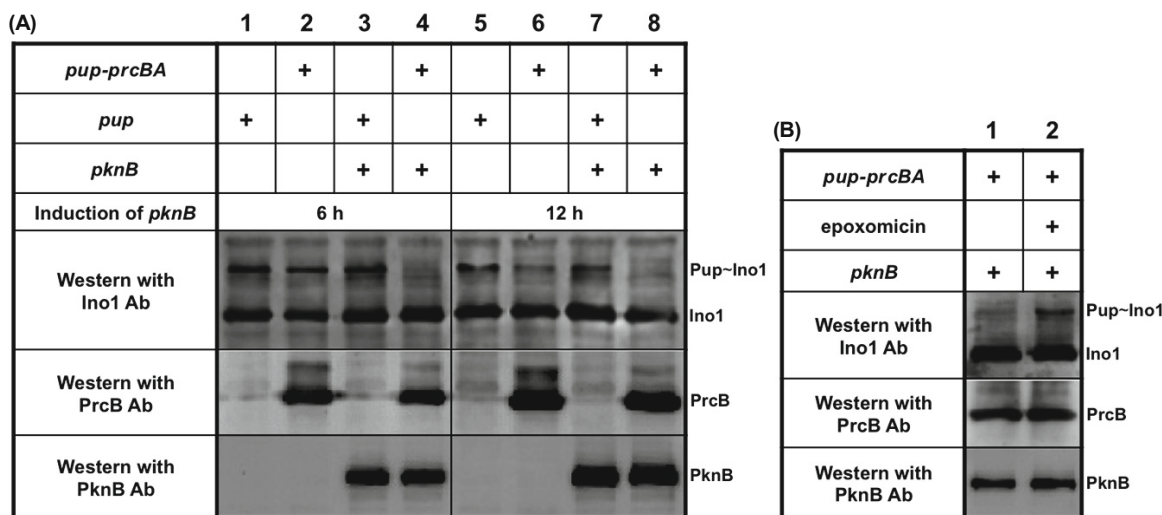 (A) 1 2 3 4 5 6 7 8
pup-prcBA + + + +
pup + + + +
pknB + + + +
Induction of pknB 6 h 12 h
Western with
Ino1 Ab
Pup~Ino1
Ino1
Western with
PrcB Ab
PrcB
Western with
PknB Ab
PknB
(B) 1 2
pup-prcBA + +
epoxomicin +
pknB + +
Western with
Ino1 Ab
Pup~Ino1
Ino1
Western with
PrcB Ab
PrcB
Western with
PknB Ab
PknB